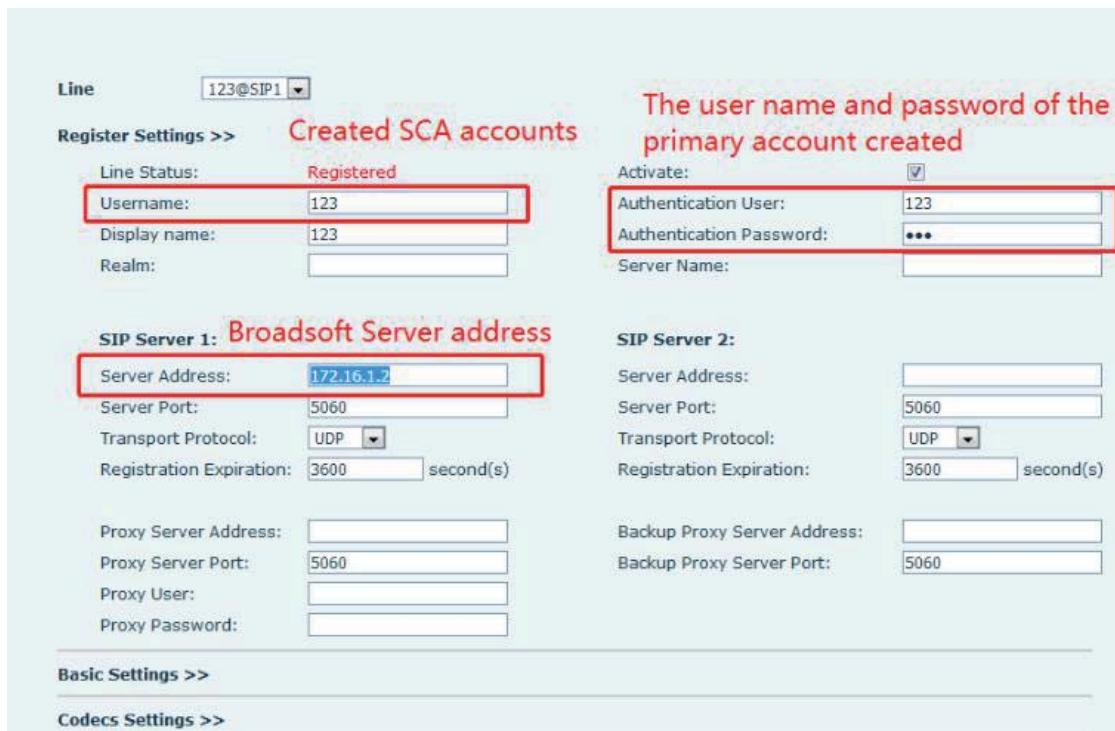 Line 123@SIP1
The user name and password of the
primary account created
Register Settings >> Created SCA accounts
Line Status: Registered Activate:
Username: 123 Authentication User: 123
Display name: 123 Authentication Password: •••
Realm: Server Name:
SIP Server 1: Broadsoft Server address SIP Server 2:
Server Address: 172.16.1.2 Server Address:
Server Port: 5060 Server Port: 5060
Transport Protocol: UDP Transport Protocol: UDP
Registration Expiration: 3600 second(s) Registration Expiration: 3600 second(s)
Proxy Server Address: Backup Proxy Server Address:
Proxy Server Port: 5060 Backup Proxy Server Port: 5060
Proxy User:
Proxy Password:
Basic Settings >>
Codecs Settings >>